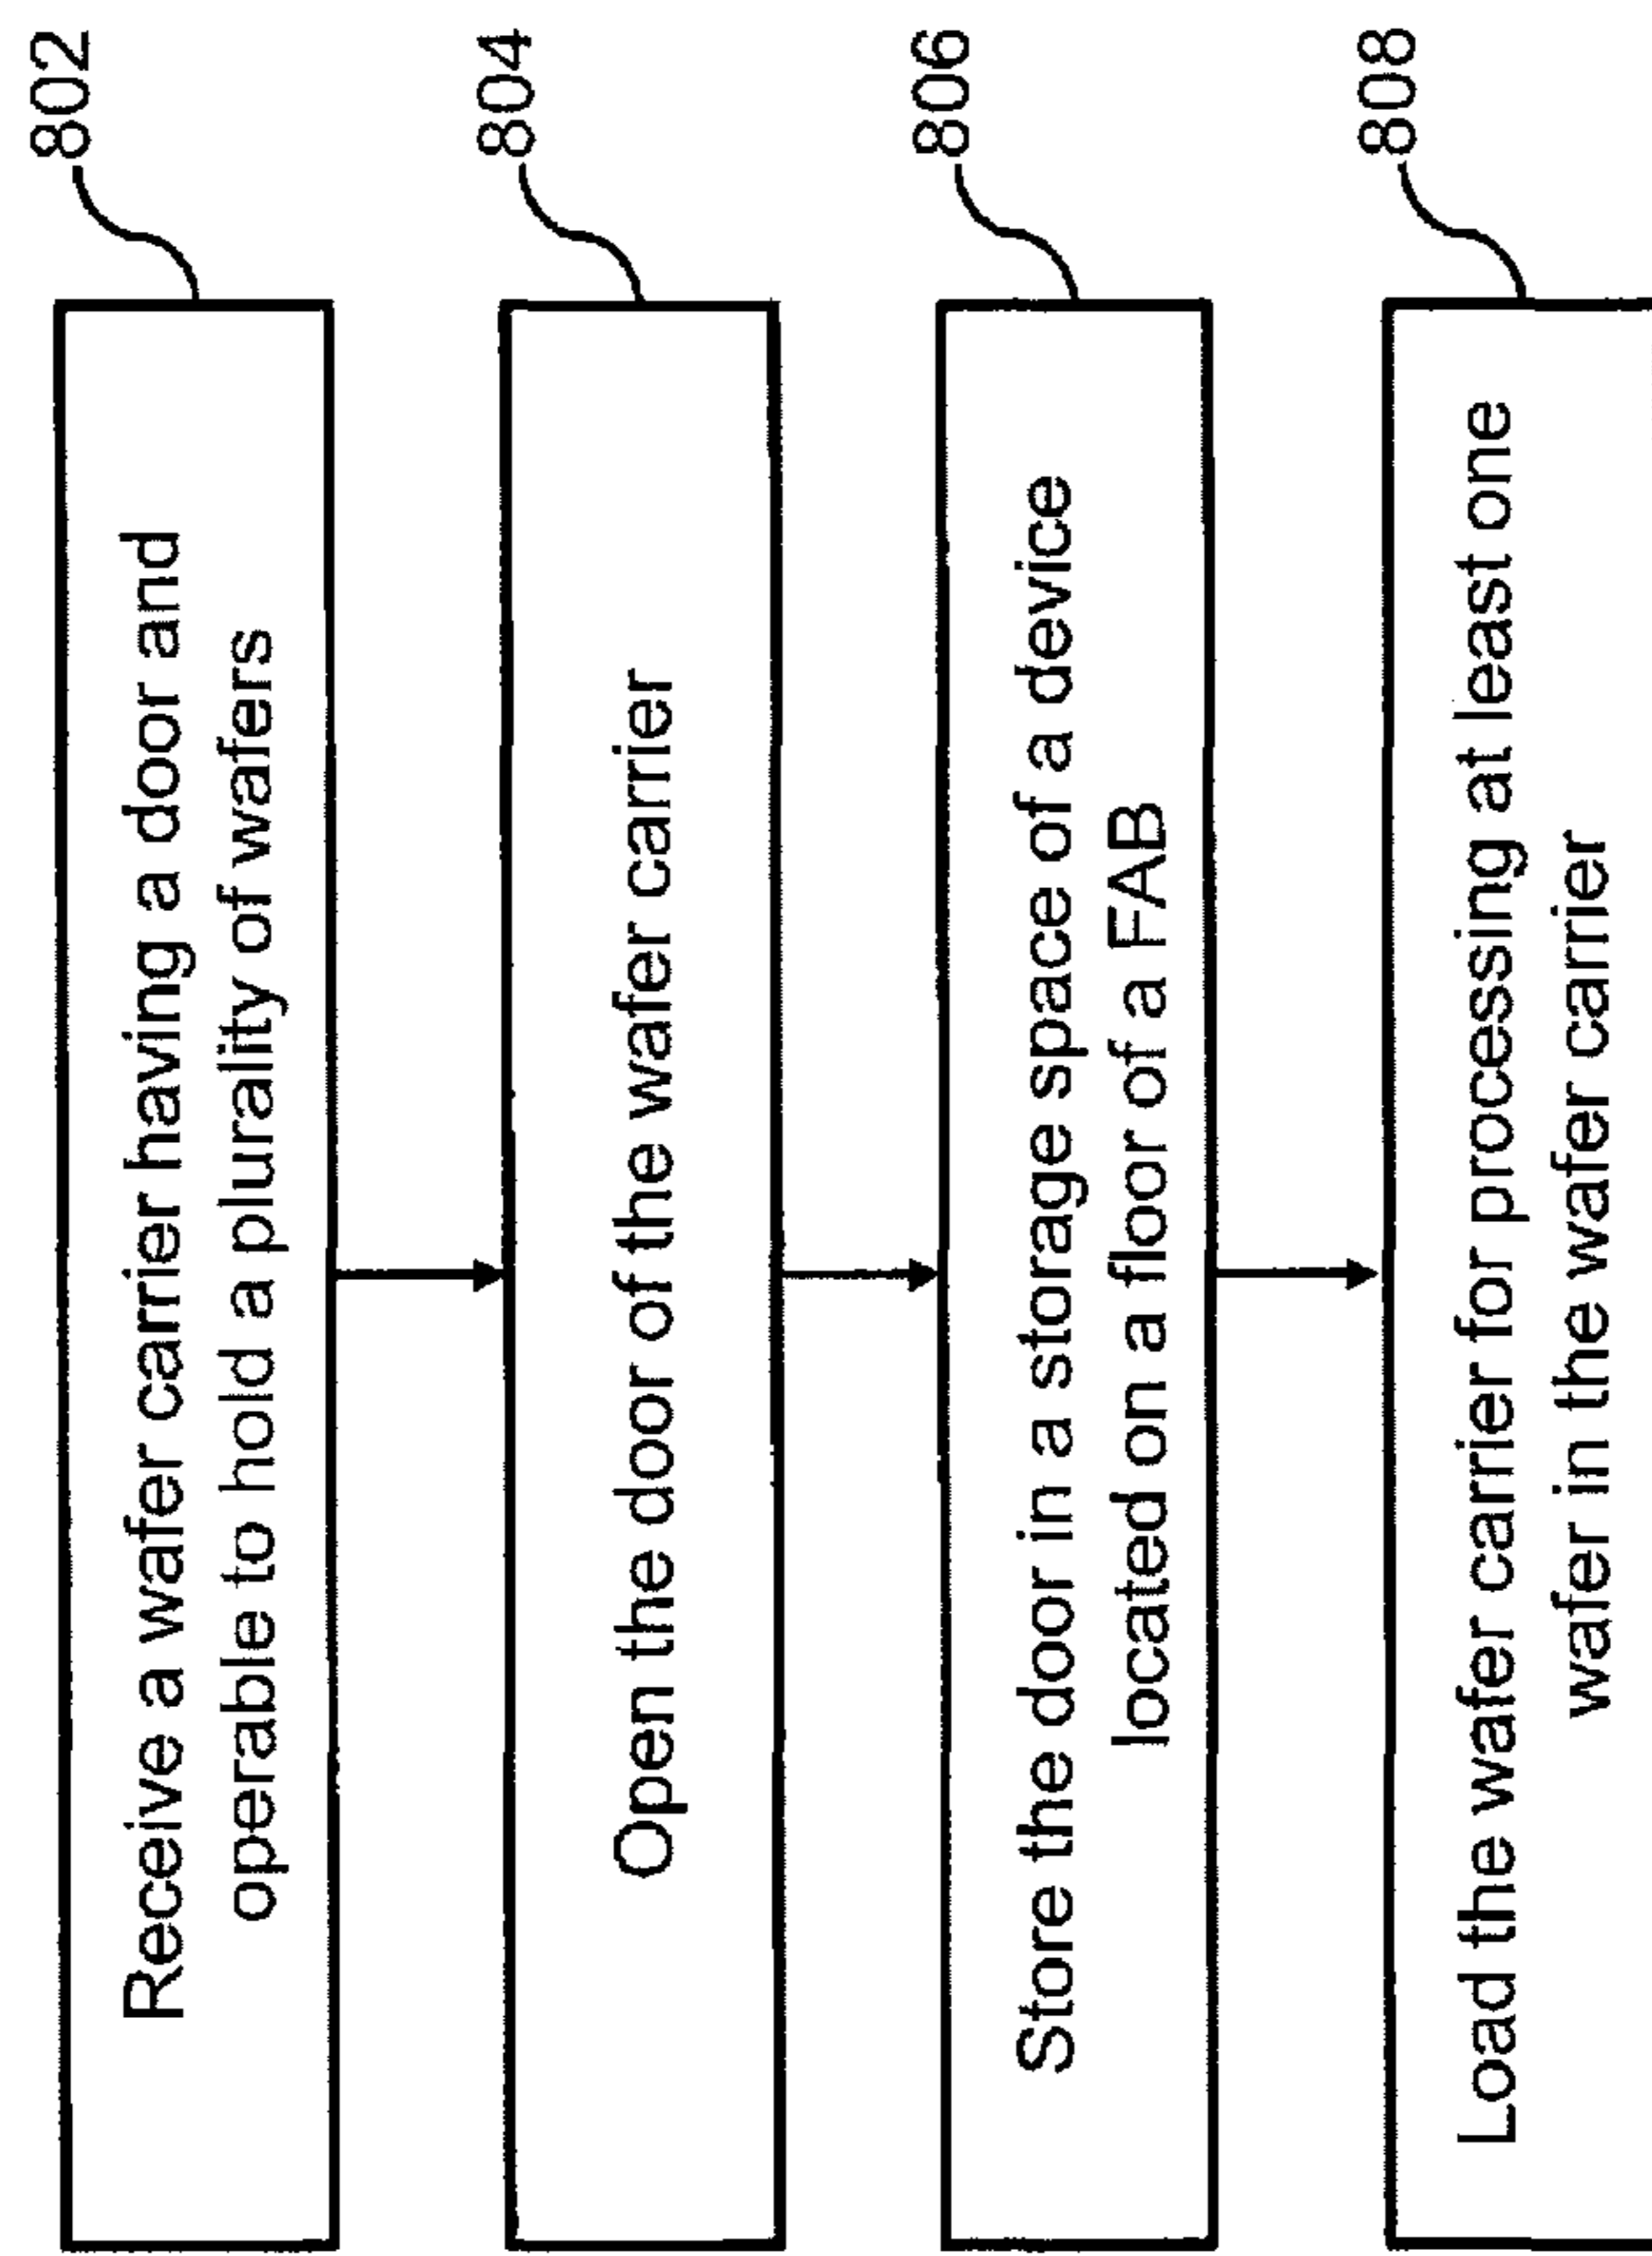 802
Receive a wafer carrier having a door and
operable to hold a plurality of wafers
804
Open the door of the wafer carrier
806
Store the door in a storage space of a device
located on a floor of a FAB
808
Load the wafer carrier for processing at least one
wafer in the wafer carrier